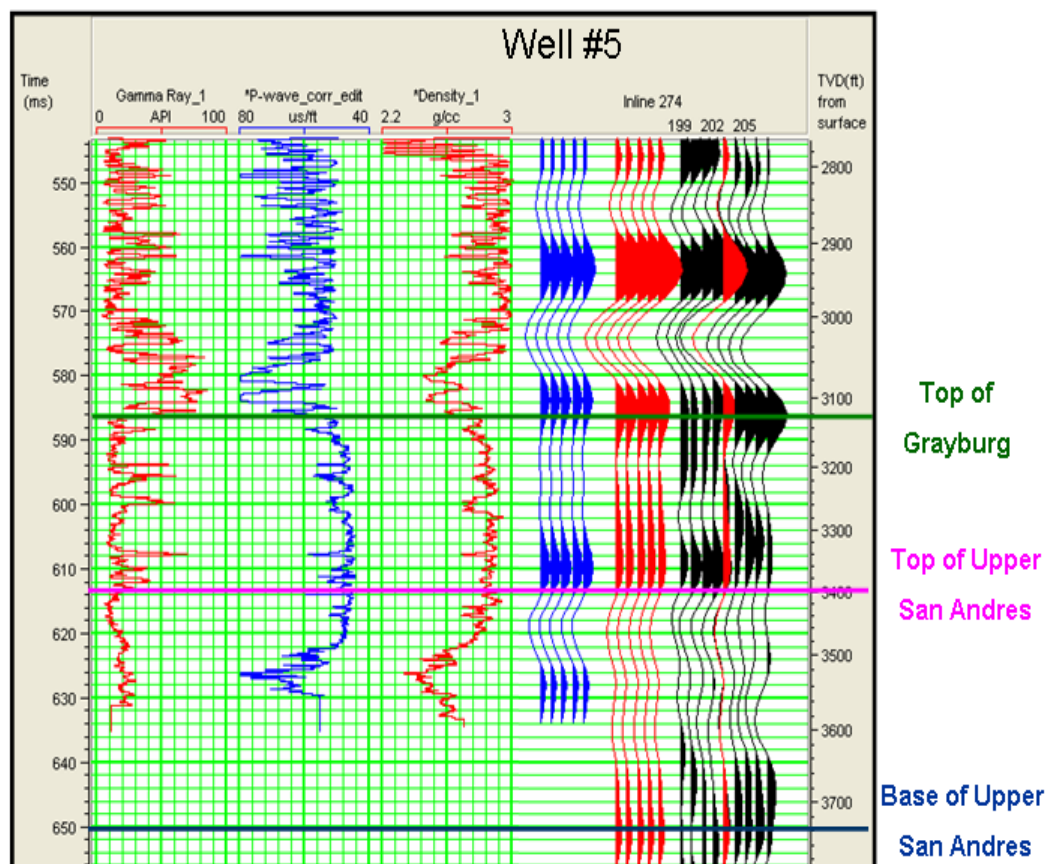 Well #5
Time
(ms)
Gamma Ray_1
0 API 100
*P-wave_corr_edit
80 us/ft 40
*Density_1
2.2 g/cc 3
Inline 274
199 202 205
TVD(ft)
from
surface
550
560
570
580
590
600
610
620
630
640
650
2800
2900
3000
3100
3200
3300
3400
3500
3600
3700
Top of
Grayburg
Top of Upper
San Andres
Base of Upper
San Andres